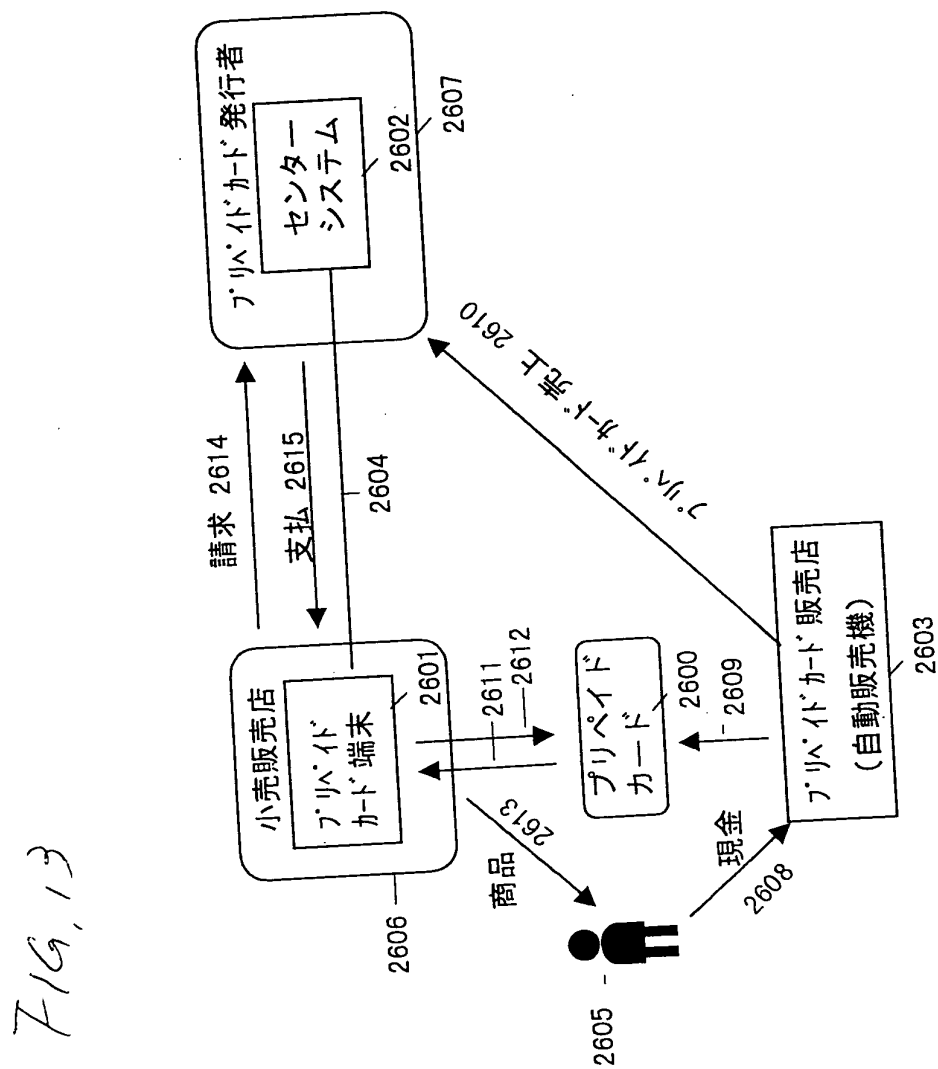 FIG, 13
プリペイドカード発行者
センター
システム
2602
2607
請求 2614
支払 2615
2604
プリペイドカード売上 2610
小売販売店
プリペイド
カード端末
2601
2606
2611
2612
商品
2613
プリペイド
カード
2600
2609
2605
現金
2608
プリペイドカード販売店
(自動販売機)
2603